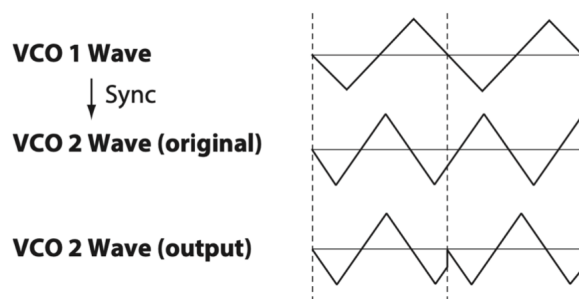 VCO 1 Wave
Sync
VCO 2 Wave (original)
VCO 2 Wave (output)